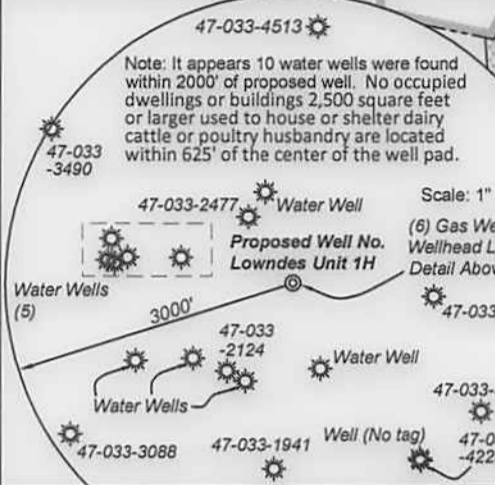 47-033-4513
Note: It appears 10 water wells were found
within 2000' of proposed well. No occupied
dwellings or buildings 2,500 square feet
or larger used to house or shelter dairy
cattle or poultry husbandry are located
within 625' of the center of the well pad.
47-033
-3490
47-033-2477
Water Well
Scale: 1"
(6) Gas We
Wellhead L
Detail Abov
Proposed Well No.
Lowndes Unit 1H
Water Wells
(5)
3000'
47-033
47-033
-2124
Water Well
Water Wells
47-033-
47-033-3088
47-033-1941
Well (No tag)
47-0
-422